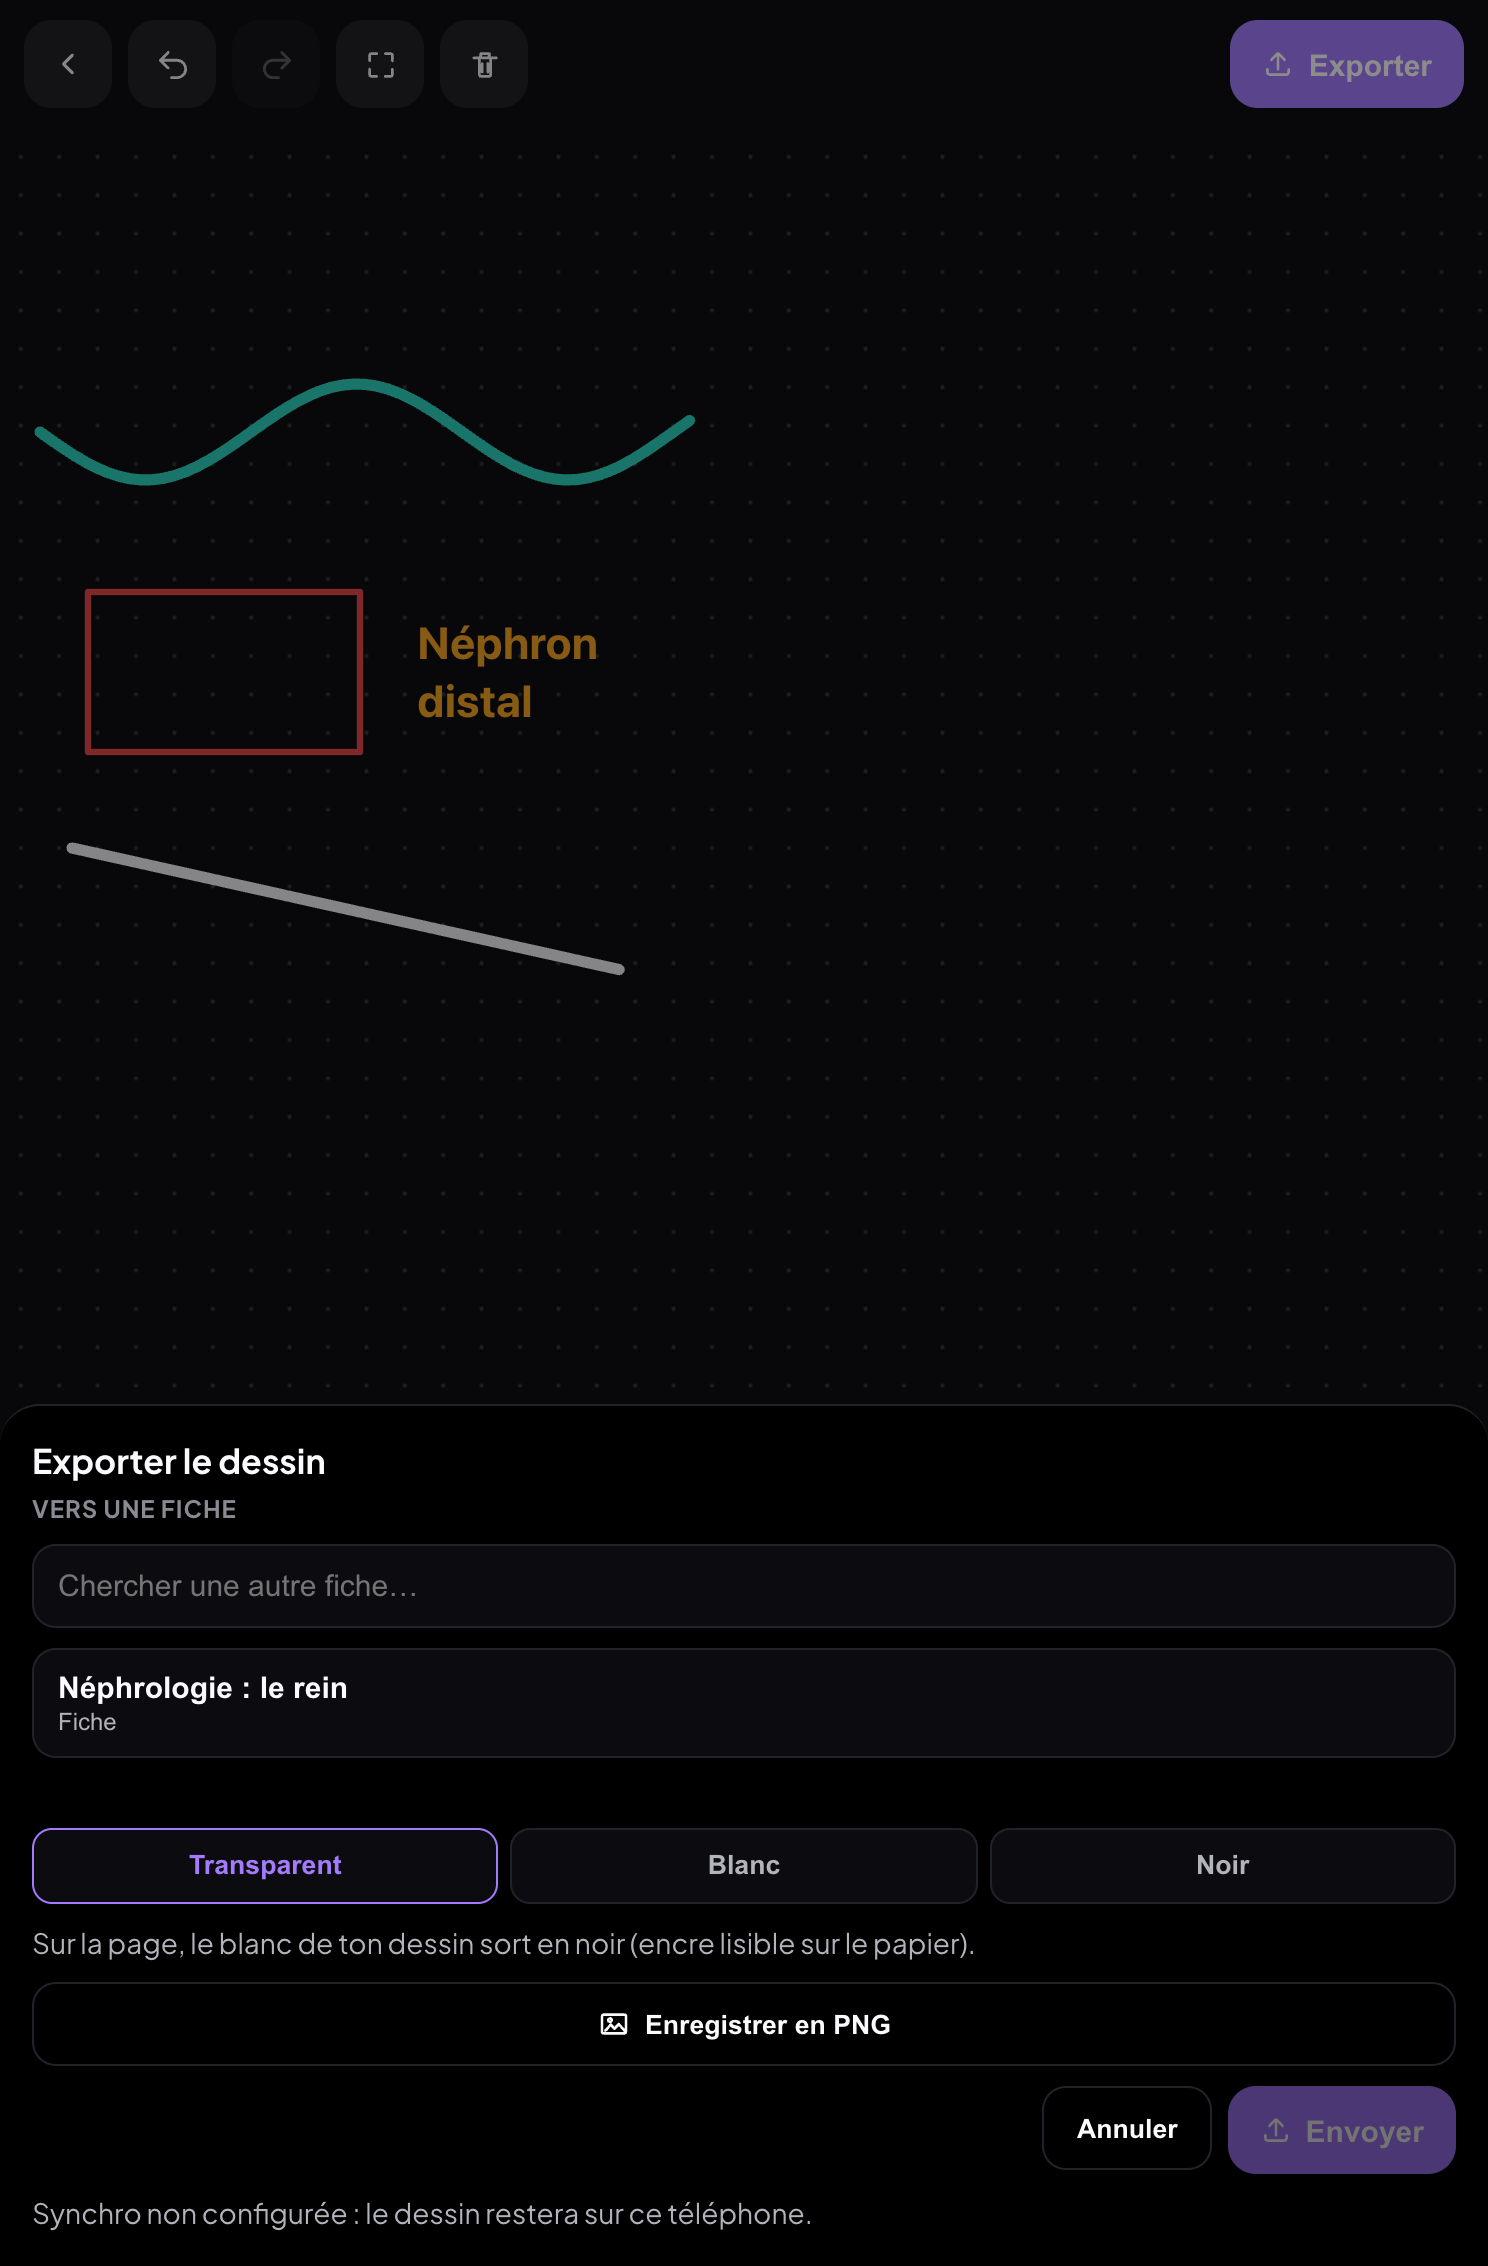 Exporter
Néphron
distal
Exporter le dessin
VERS UNE FICHE
Chercher une autre fiche…
Néphrologie : le rein
Fiche
Transparent
Blanc
Noir
Sur la page, le blanc de ton dessin sort en noir (encre lisible sur le papier).
Enregistrer en PNG
Annuler
Envoyer
Synchro non configurée : le dessin restera sur ce téléphone.